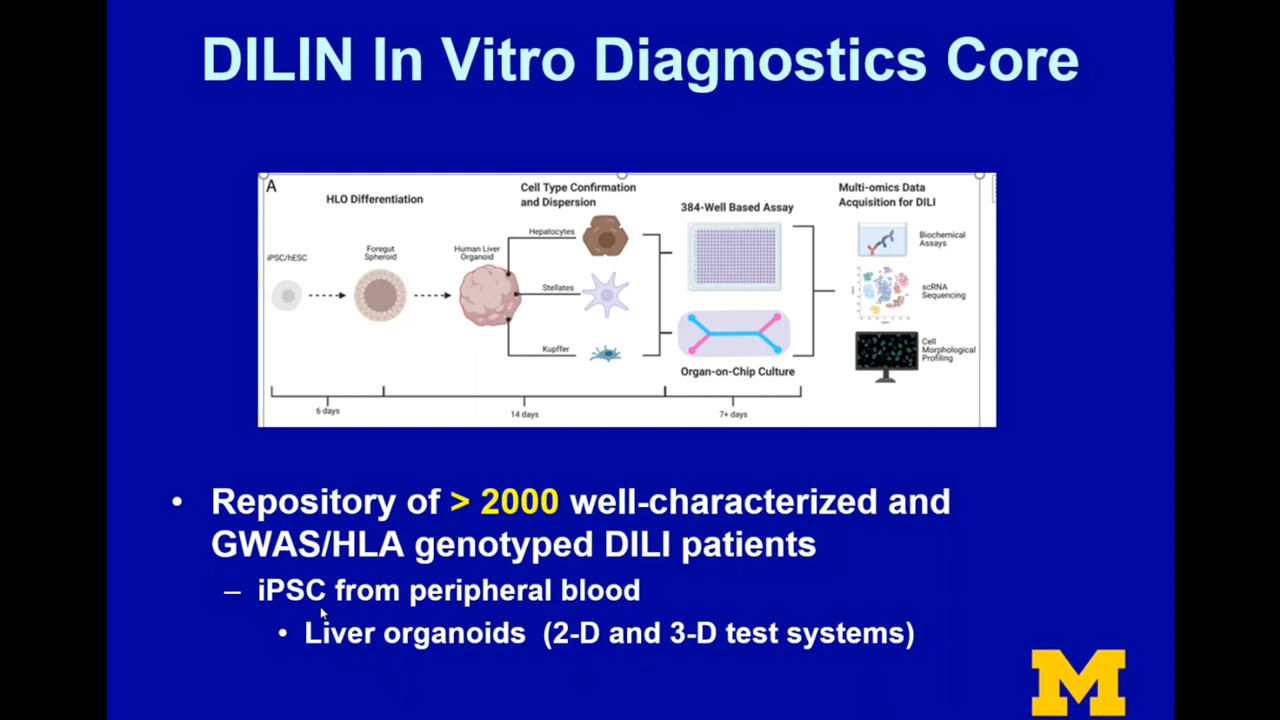 DILIN In Vitro Diagnostics Core
A
HLO Differentiation
Cell Type Confirmation
and Dispersion
384-Well Based Assay
Multi-omics Data
Acquisition for DILI
iPSC/hESC
Foregut
Spheroid
Human Liver
Organoid
Hepatocytes
Stellates
Kupffer
Organ-on-Chip Culture
Biochemical
Assays
scRNA
Sequencing
Cell
Morphological
Profiling
6 days
14 days
7+ days
• Repository of > 2000 well-characterized and
GWAS/HLA genotyped DILI patients
– iPSC from peripheral blood
• Liver organoids (2-D and 3-D test systems)
M